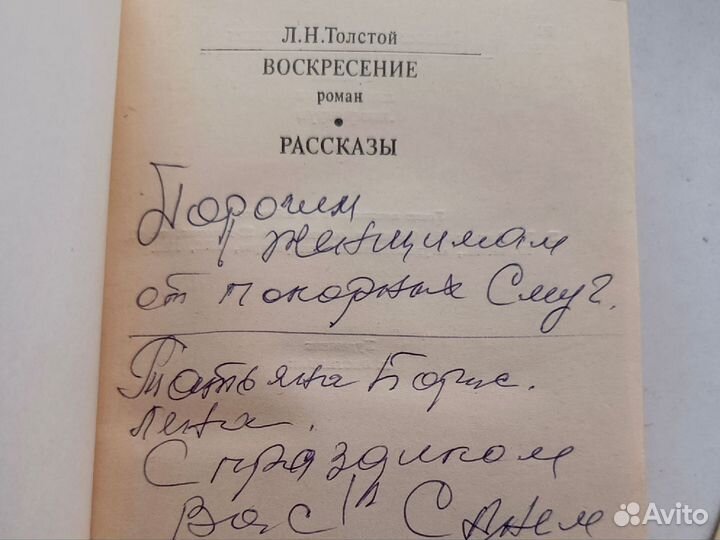 Л.Н.Толстой
ВОСКРЕСЕНИЕ
роман
•
РАССКАЗЫ
Дорогим
женщинам
от покорных Слуг.
Татьяна Борис.
Лена.
С праздником
Вас!! С Днем
Avito